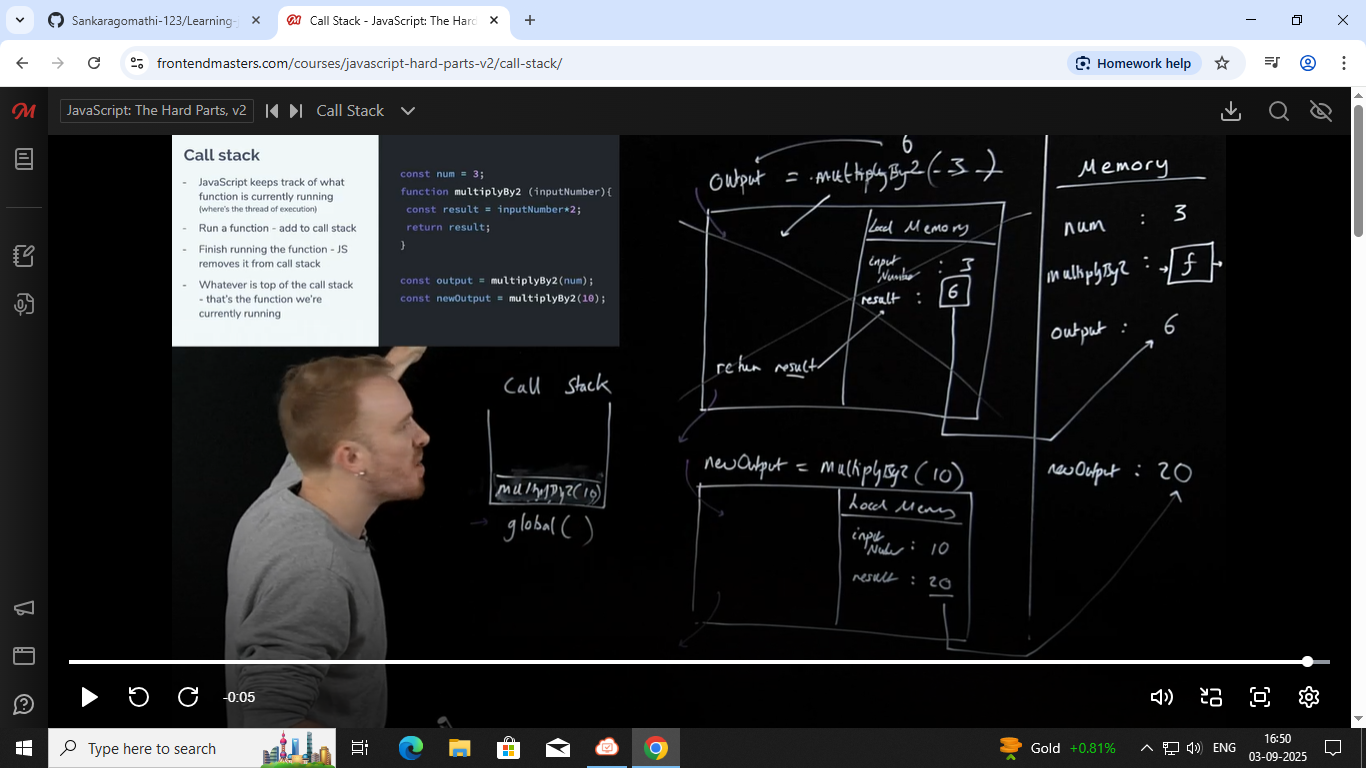 Sankaragomathi-123/Learning-
Call Stack - JavaScript: The Hard
frontendmasters.com/courses/javascript-hard-parts-v2/call-stack/
Homework help
JavaScript: The Hard Parts, v2
Call Stack
Call stack
- JavaScript keeps track of what
function is currently running
(where's the thread of execution)
- Run a function - add to call stack
- Finish running the function - JS
removes it from call stack
- Whatever is top of the call stack
- that's the function we're
currently running
const num = 3;
function multiplyBy2 (inputNumber){
const result = inputNumber*2;
return result;
}
const output = multiplyBy2(num);
const newOutput = multiplyBy2(10);
Call Stack
multiplyBy2(10)
global( )
6
output = multiplyBy2(3)
Local Memory
input
Number : 3
result : 6
return result
newOutput = multiplyBy2(10)
Local Memory
input
Number : 10
result : 20
Memory
num : 3
multiplyBy2 : f
output : 6
newOutput : 20
-0:05
Type here to search
Gold +0.81%
ENG
16:50
03-09-2025